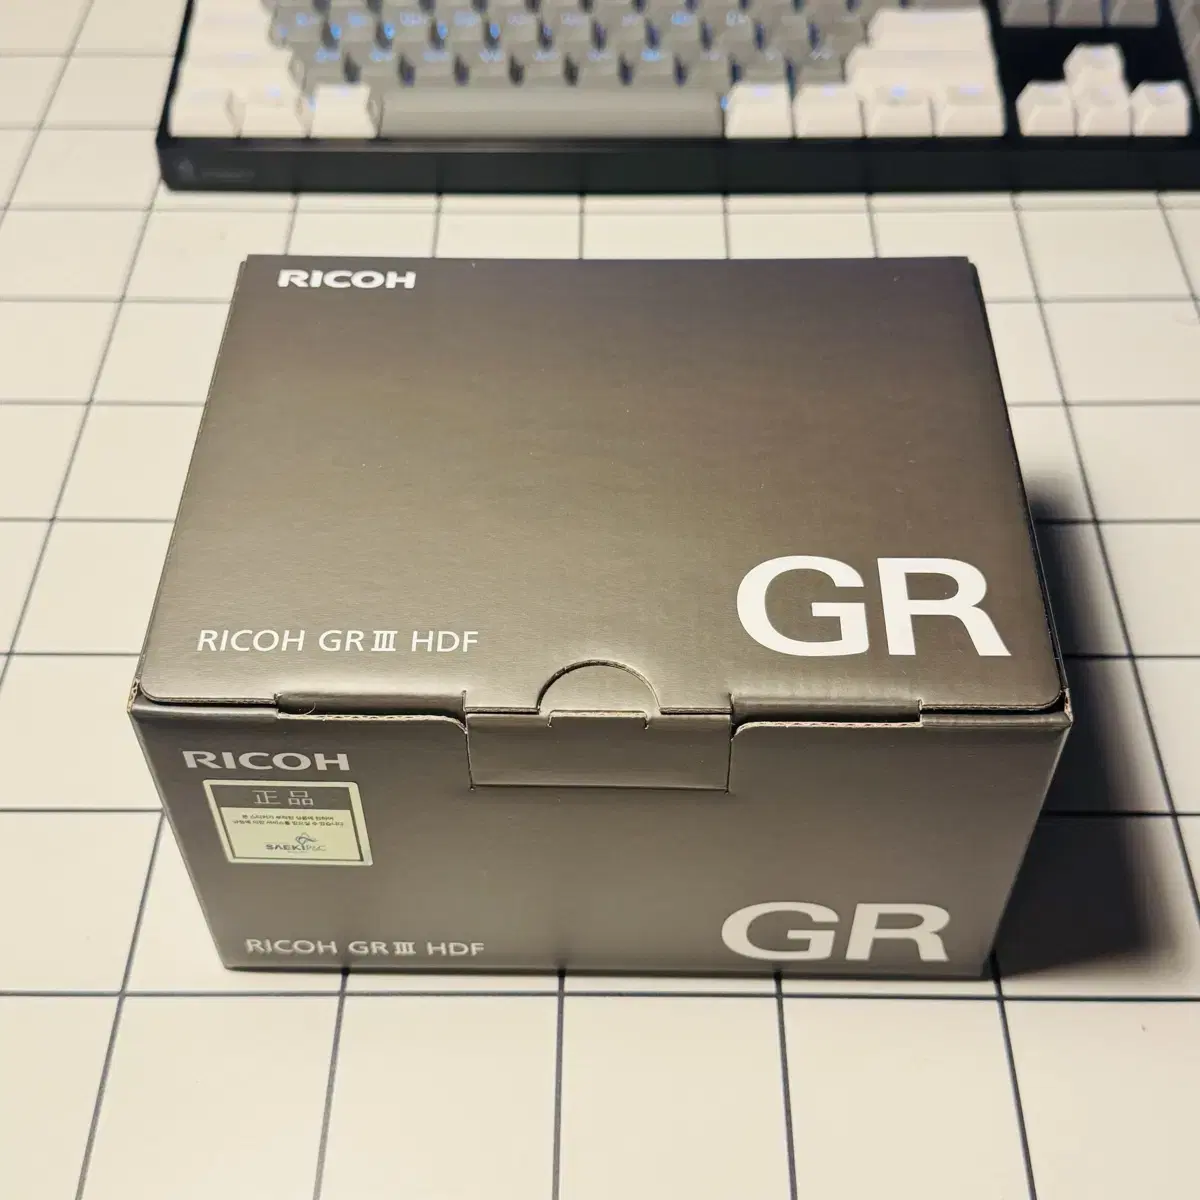 RICOH
GR
RICOH GR III HDF
RICOH
正品
SAEKI P&C
RICOH GR III HDF
GR